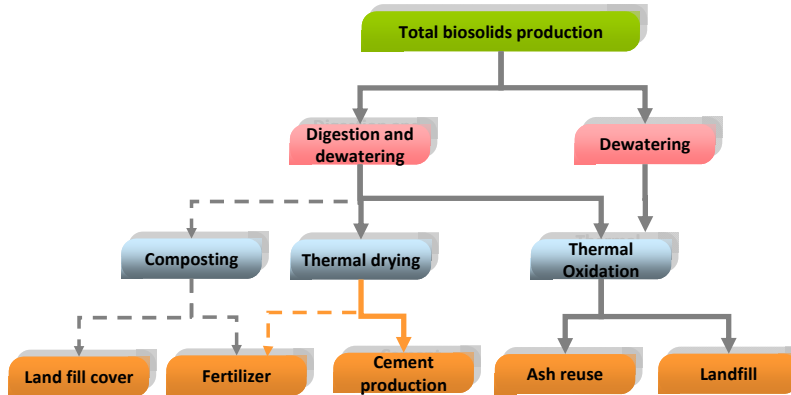 Total biosolids production
Digestion and
dewatering
Dewatering
Composting
Thermal drying
Thermal
Oxidation
Land fill cover
Fertilizer
Cement
production
Ash reuse
Landfill